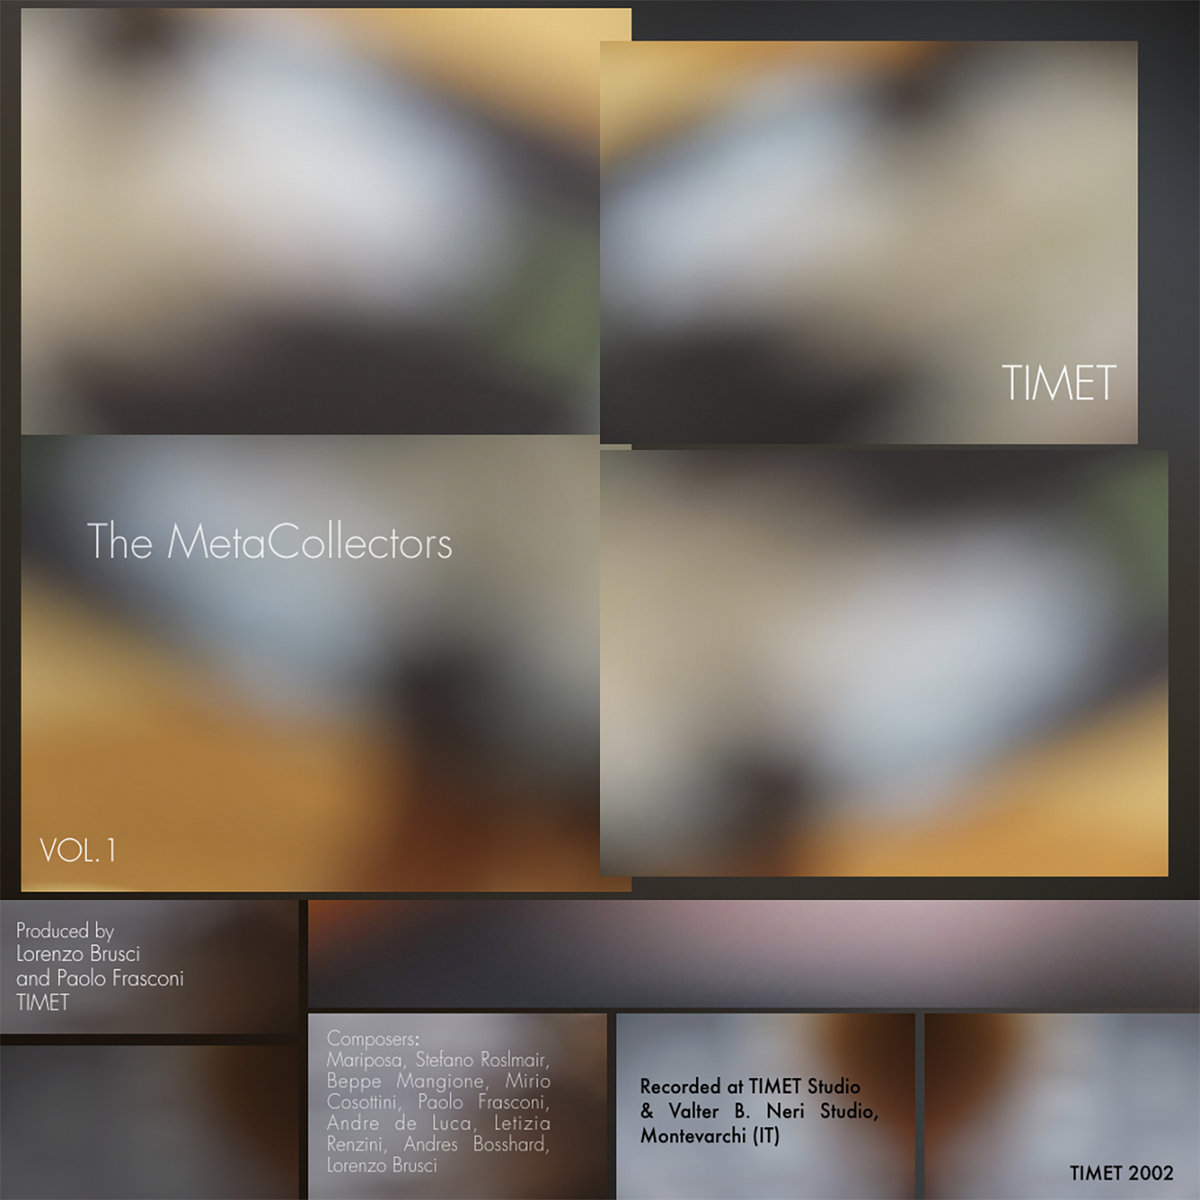 TIMET
The MetaCollectors
VOL.1
Produced by
Lorenzo Brusci
and Paolo Frasconi
TIMET
Composers:
Mariposa, Stefano Roslmair,
Beppe Mangione, Mirio
Cosottini, Paolo Frasconi,
Andre de Luca, Letizia
Renzini, Andres Bosshard,
Lorenzo Brusci
Recorded at TIMET Studio
& Valter B. Neri Studio,
Montevarchi (IT)
TIMET 2002